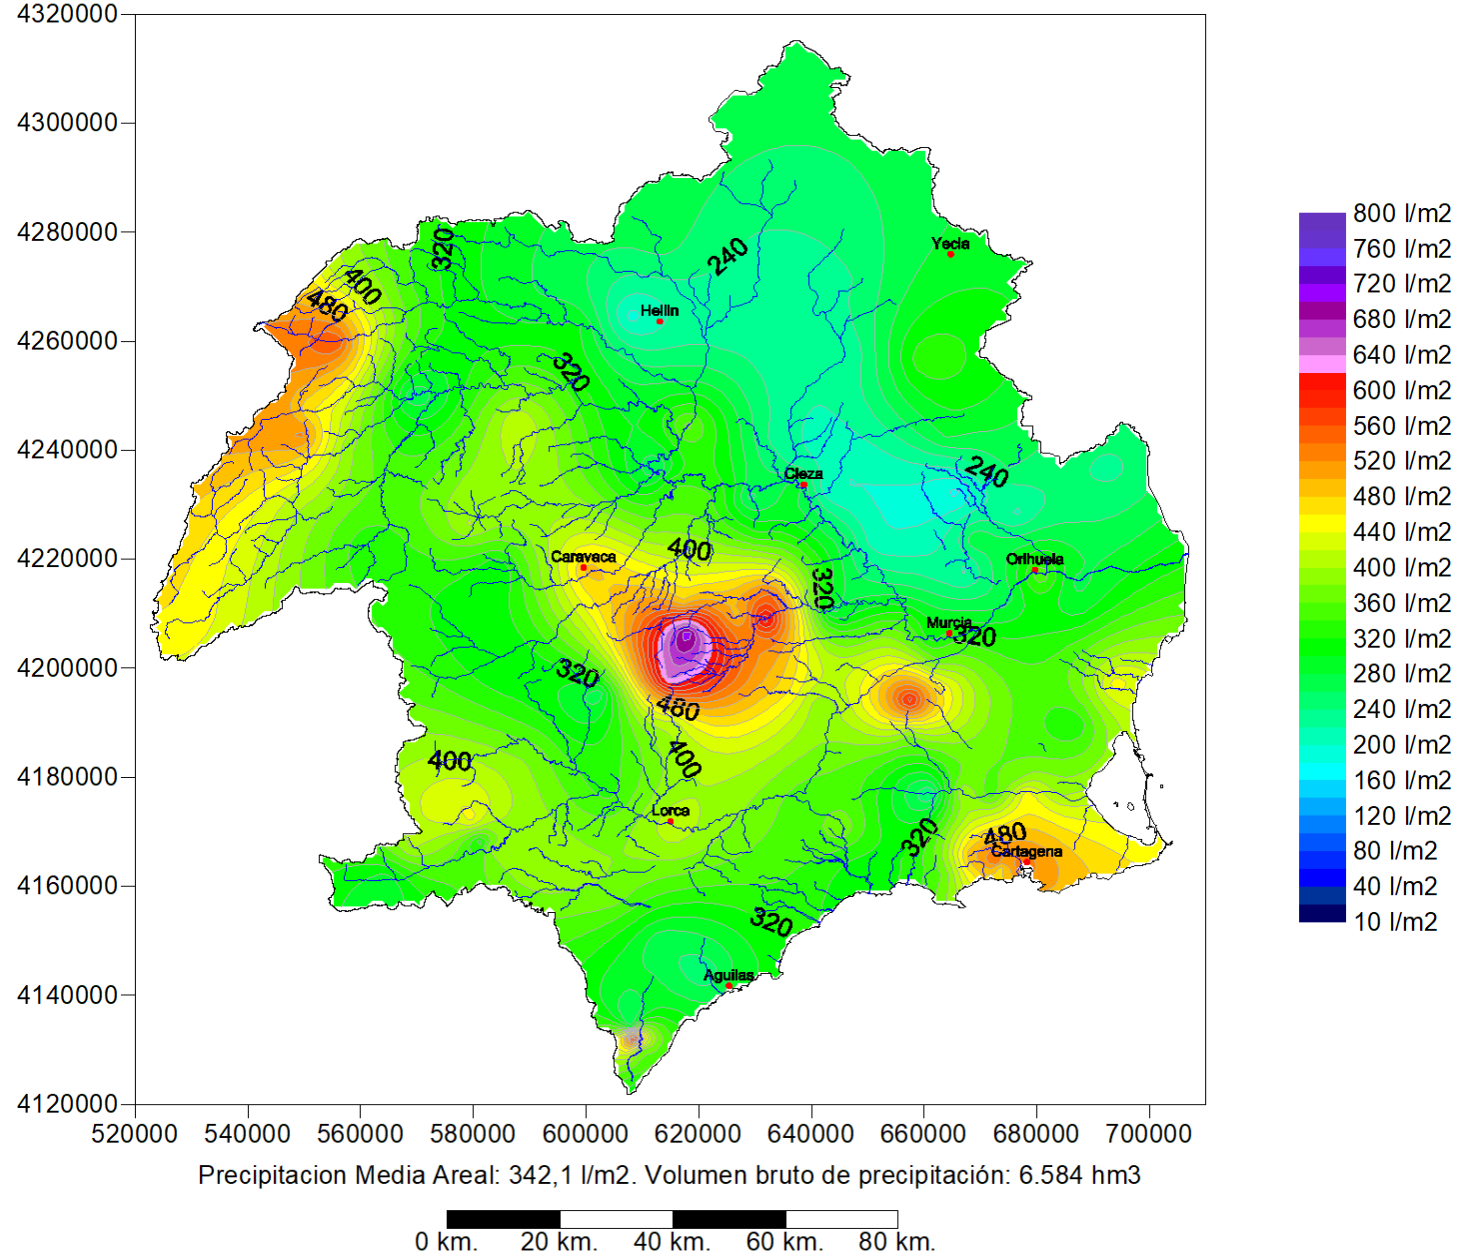 4320000
4300000
4280000
4260000
4240000
4220000
4200000
4180000
4160000
4140000
4120000
520000 540000 560000 580000 600000 620000 640000 660000 680000 700000
320
240
Yecla
400
480
Hellin
320
240
Cieza
400
Caravaca
Orihuela
320
Murcia
320
320
480
400
400
Lorca
320
480
Cartagena
320
Aguilas
800 l/m2
760 l/m2
720 l/m2
680 l/m2
640 l/m2
600 l/m2
560 l/m2
520 l/m2
480 l/m2
440 l/m2
400 l/m2
360 l/m2
320 l/m2
280 l/m2
240 l/m2
200 l/m2
160 l/m2
120 l/m2
80 l/m2
40 l/m2
10 l/m2
Precipitacion Media Areal: 342,1 l/m2. Volumen bruto de precipitación: 6.584 hm3
0 km. 20 km. 40 km. 60 km. 80 km.